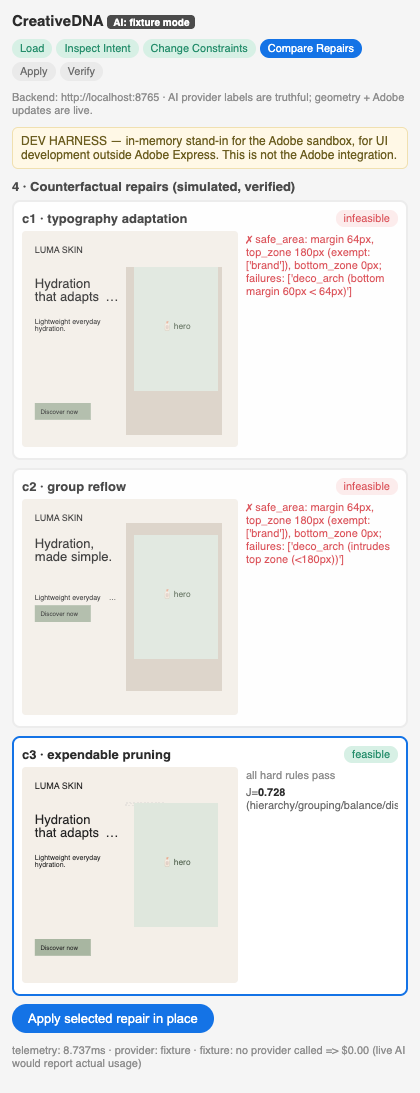 CreativeDNA AI: fixture mode
Load Inspect Intent Change Constraints Compare Repairs
Apply Verify
Backend: http://localhost:8765 · AI provider labels are truthful; geometry + Adobe
updates are live.
DEV HARNESS — in-memory stand-in for the Adobe sandbox, for UI
development outside Adobe Express. This is not the Adobe integration.
4 · Counterfactual repairs (simulated, verified)
c1 · typography adaptation infeasible
LUMA SKIN
Hydration
that adapts …
Lightweight everyday
hydration.
hero
Discover now
✗ safe_area: margin 64px,
top_zone 180px (exempt:
['brand']), bottom_zone 0px;
failures: ['deco_arch (bottom
margin 60px < 64px)']
c2 · group reflow infeasible
LUMA SKIN
Hydration,
made simple.
Lightweight everyday …
Discover now
hero
✗ safe_area: margin 64px,
top_zone 180px (exempt:
['brand']), bottom_zone 0px;
failures: ['deco_arch (intrudes
top zone (<180px))']
c3 · expendable pruning feasible
LUMA SKIN
Hydration
that adapts …
Lightweight everyday
hydration.
hero
Discover now
all hard rules pass
J=0.728
(hierarchy/grouping/balance/dis
Apply selected repair in place
telemetry: 8.737ms · provider: fixture · fixture: no provider called => $0.00 (live AI
would report actual usage)